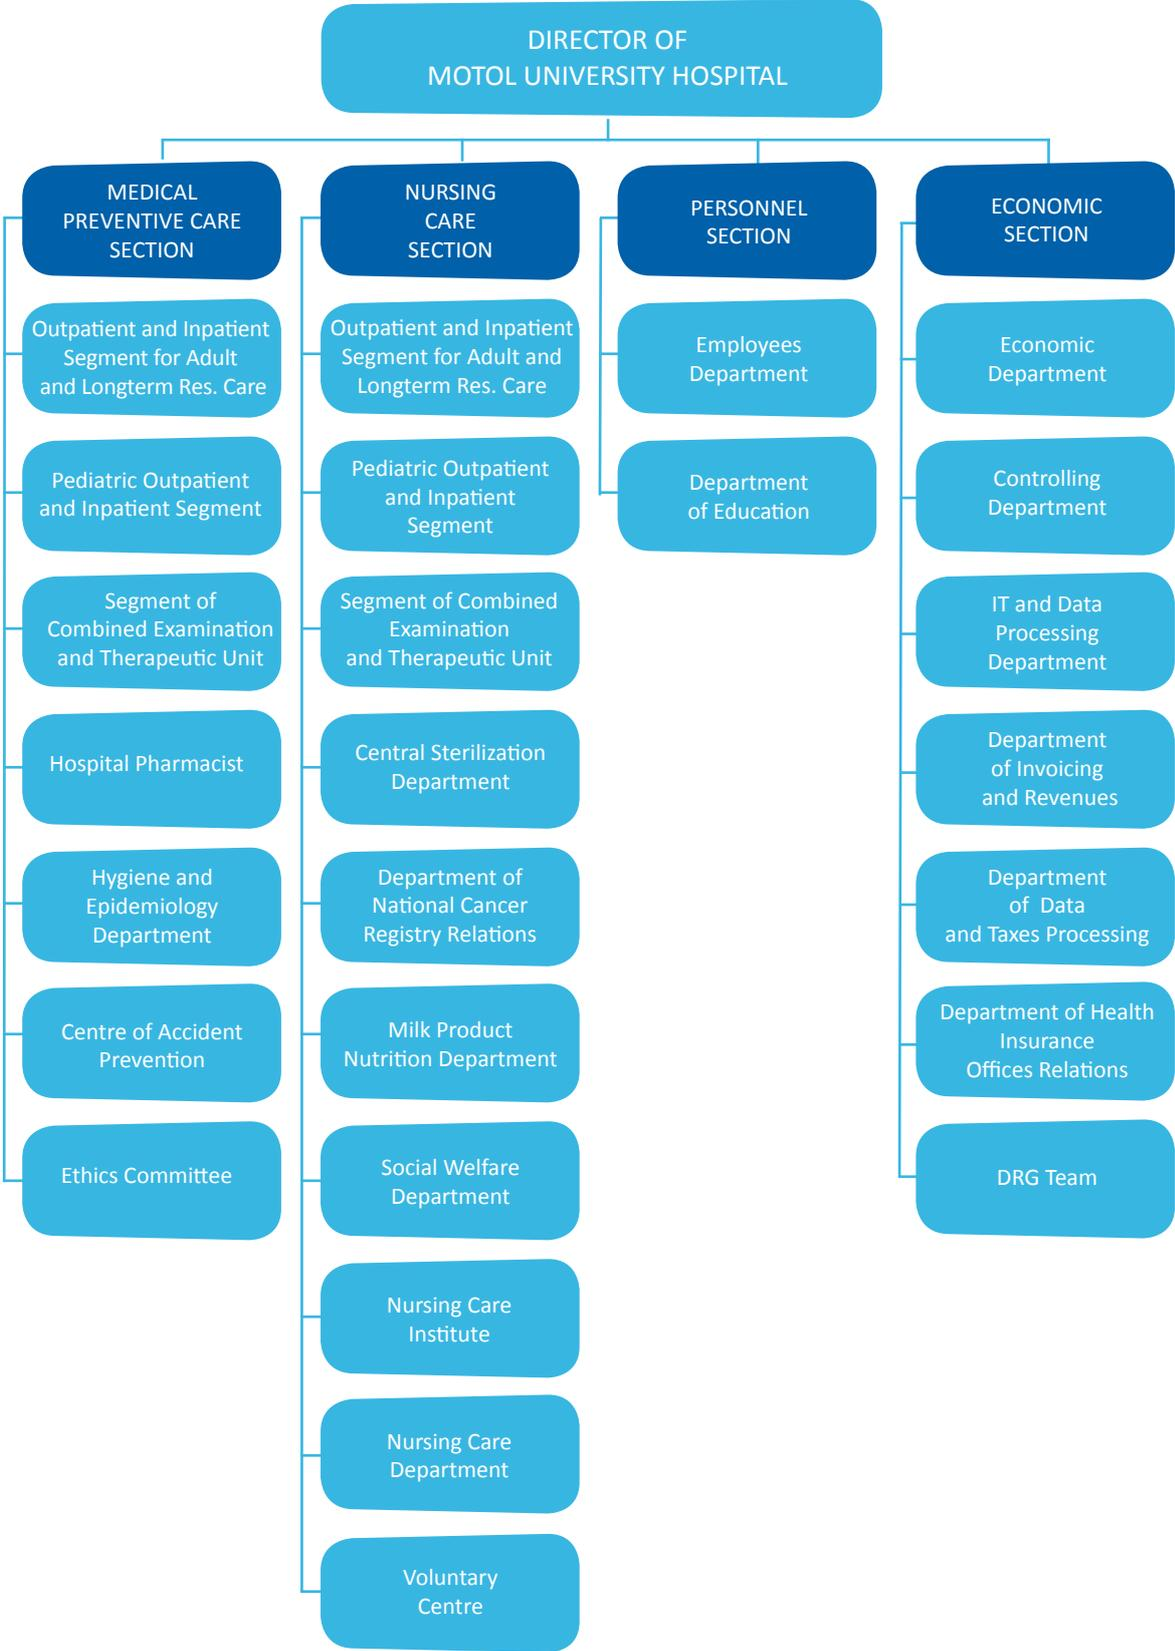 DIRECTOR OF
MOTOL UNIVERSITY HOSPITAL
MEDICAL
PREVENTIVE CARE
SECTION
Outpatient and Inpatient
Segment for Adult
and Longterm Res. Care
Pediatric Outpatient
and Inpatient Segment
Segment of
Combined Examination
and Therapeutic Unit
Hospital Pharmacist
Hygiene and
Epidemiology
Department
Centre of Accident
Prevention
Ethics Committee
NURSING
CARE
SECTION
Outpatient and Inpatient
Segment for Adult and
Longterm Res. Care
Pediatric Outpatient
and Inpatient
Segment
Segment of Combined
Examination
and Therapeutic Unit
Central Sterilization
Department
Department of
National Cancer
Registry Relations
Milk Product
Nutrition Department
Social Welfare
Department
Nursing Care
Institute
Nursing Care
Department
Voluntary
Centre
PERSONNEL
SECTION
Employees
Department
Department
of Education
ECONOMIC
SECTION
Economic
Department
Controlling
Department
IT and Data
Processing
Department
Department
of Invoicing
and Revenues
Department
of Data
and Taxes Processing
Department of Health
Insurance
Offices Relations
DRG Team